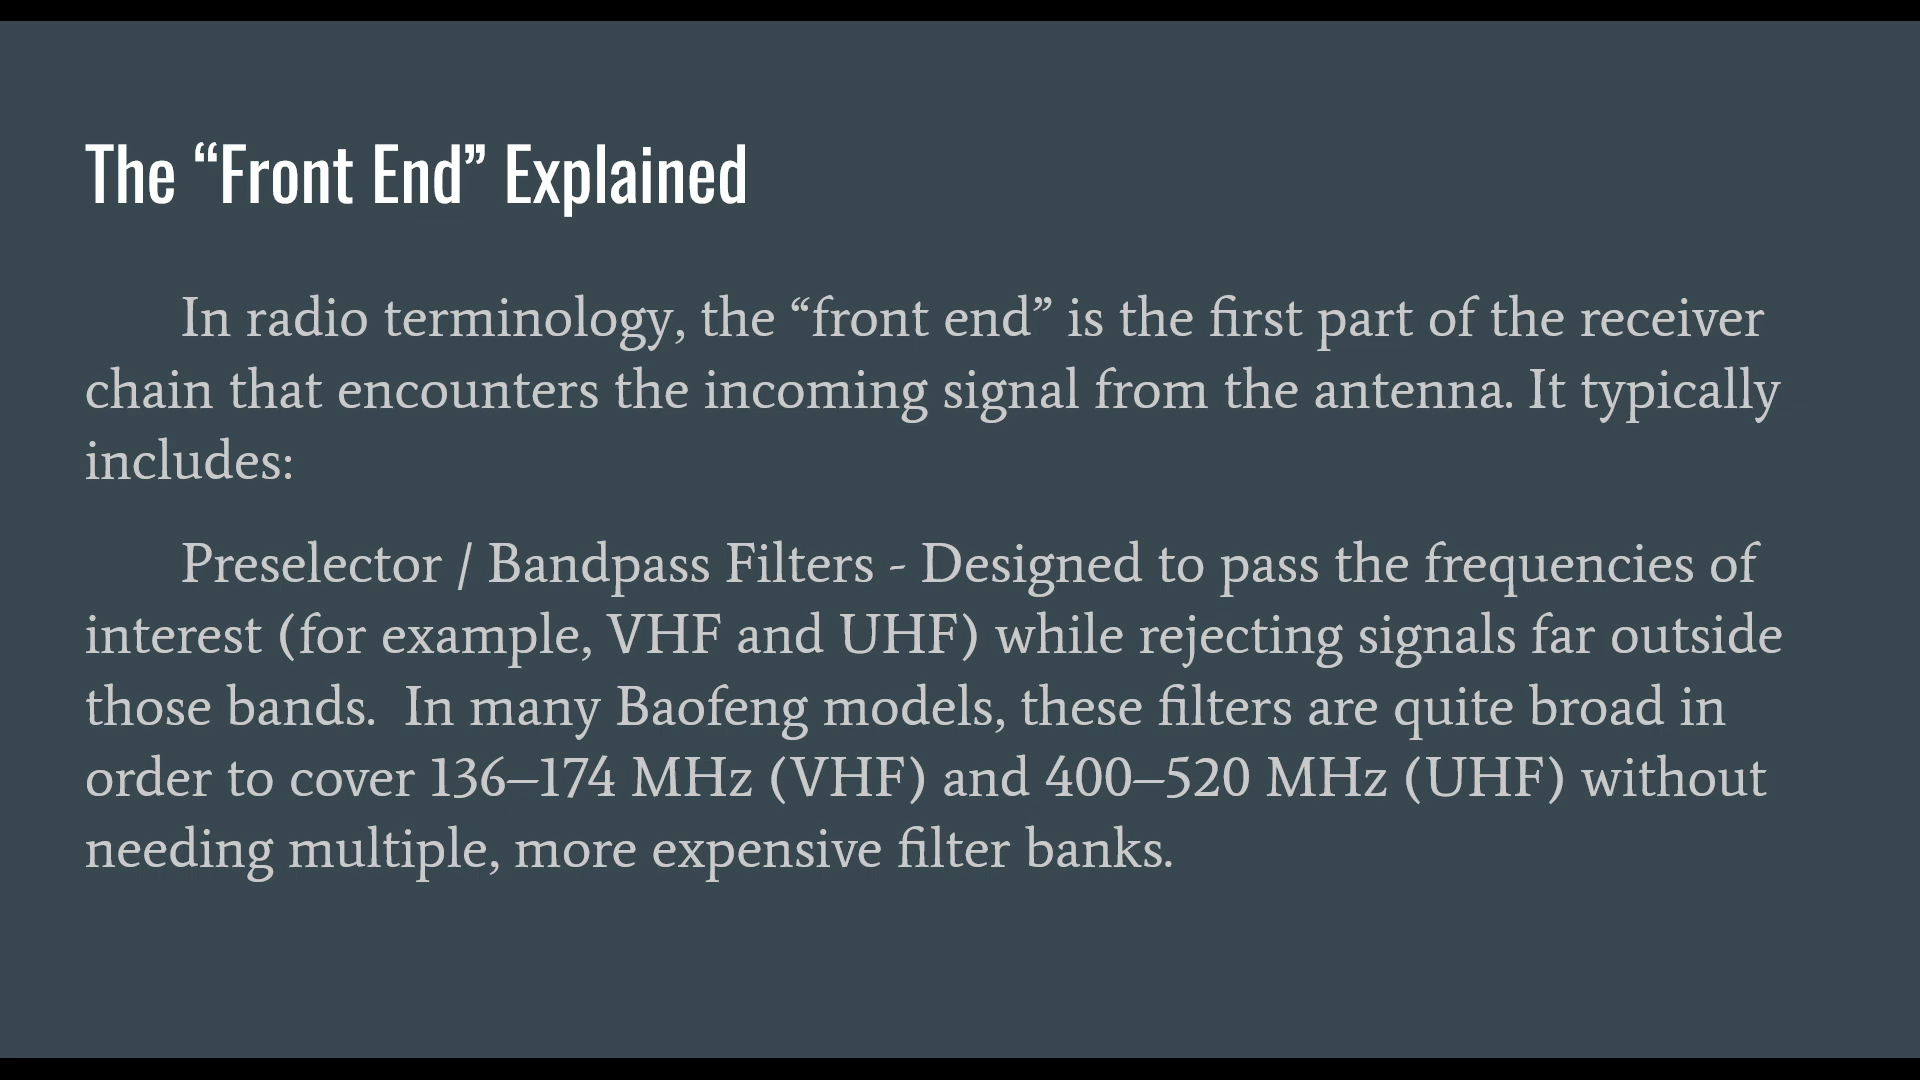 The “Front End” Explained
In radio terminology, the “front end” is the first part of the receiver
chain that encounters the incoming signal from the antenna. It typically
includes:
Preselector / Bandpass Filters - Designed to pass the frequencies of
interest (for example, VHF and UHF) while rejecting signals far outside
those bands.  In many Baofeng models, these filters are quite broad in
order to cover 136–174 MHz (VHF) and 400–520 MHz (UHF) without
needing multiple, more expensive filter banks.